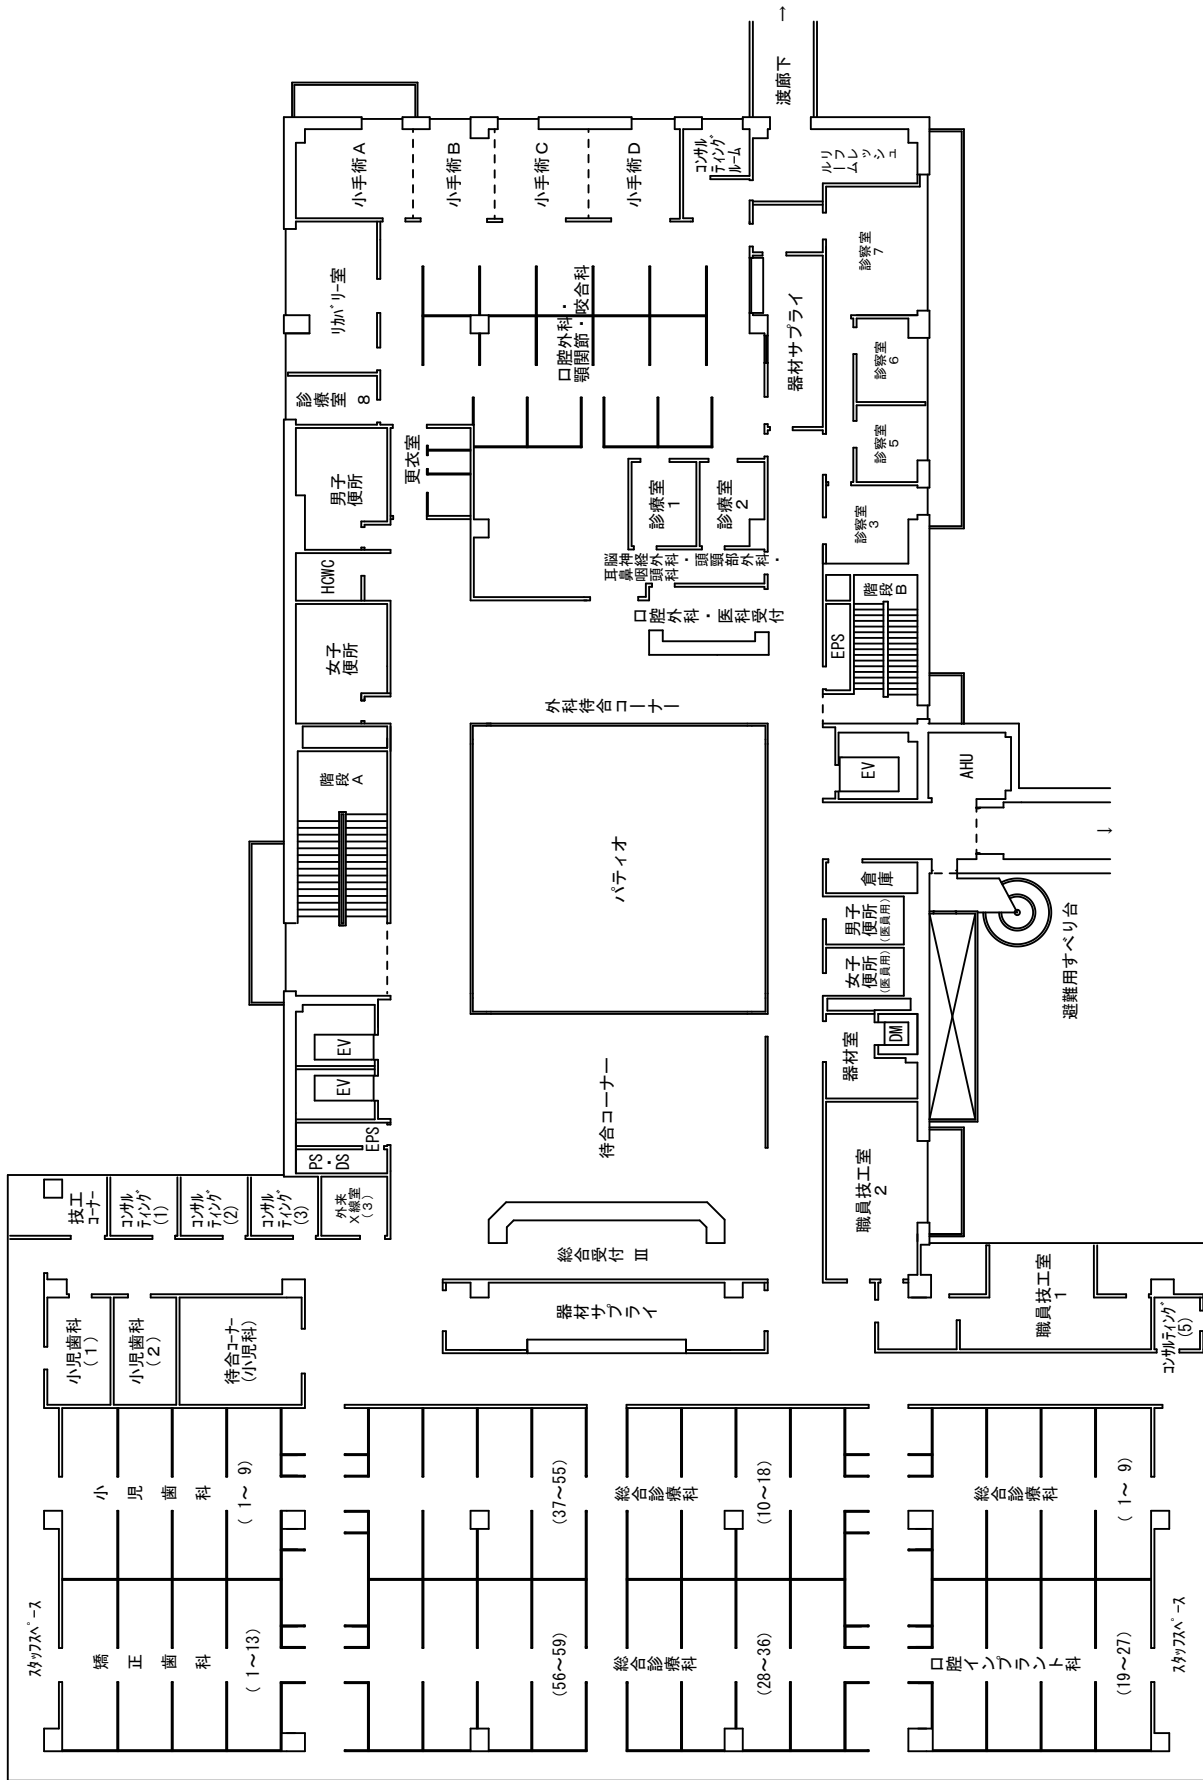 スタッフスペース
矯正歯科
( 1～13)
(56～59)
総合診療科
(28～36)
口腔インプラント科
(19～27)
スタッフスペース
小児歯科
( 1～ 9)
(37～55)
総合診療科
(10～18)
総合診療科
( 1～ 9)
小児歯科
(1)
小児歯科
(2)
待合コーナー
(小児科)
器材サプライ
職員技工室
1
コンサルティング
(5)
技工
コーナー
コンサル
ティング
(1)
コンサル
ティング
(2)
コンサル
ティング
(3)
外来
X線室
(3)
総合受付 Ⅲ
職員技工室
2
PS・
DS
EPS
EV
EV
待合コーナー
器材室
DM
女子
便所
(医員用)
男子
便所
(医員用)
倉庫
避難用すべり台
階段
A
パティオ
EV
AHU
↓
女子
便所
外科待合コーナー
口腔外科・医科受付
EPS
階段
B
HCWC
男子
便所
更衣室
脳神経外科・頭頸部外科・
耳鼻咽頭科
診療室
1
診療室
2
診察室
3
診察室
5
診察室
6
診察室
7
診療室
8
リカバリー室
口腔外科・
顎関節・咬合科
器材サプライ
小手術A
小手術B
小手術C
小手術D
コンサル
ティング
ルーム
リフレッシュ
ルーム
渡廊下
→